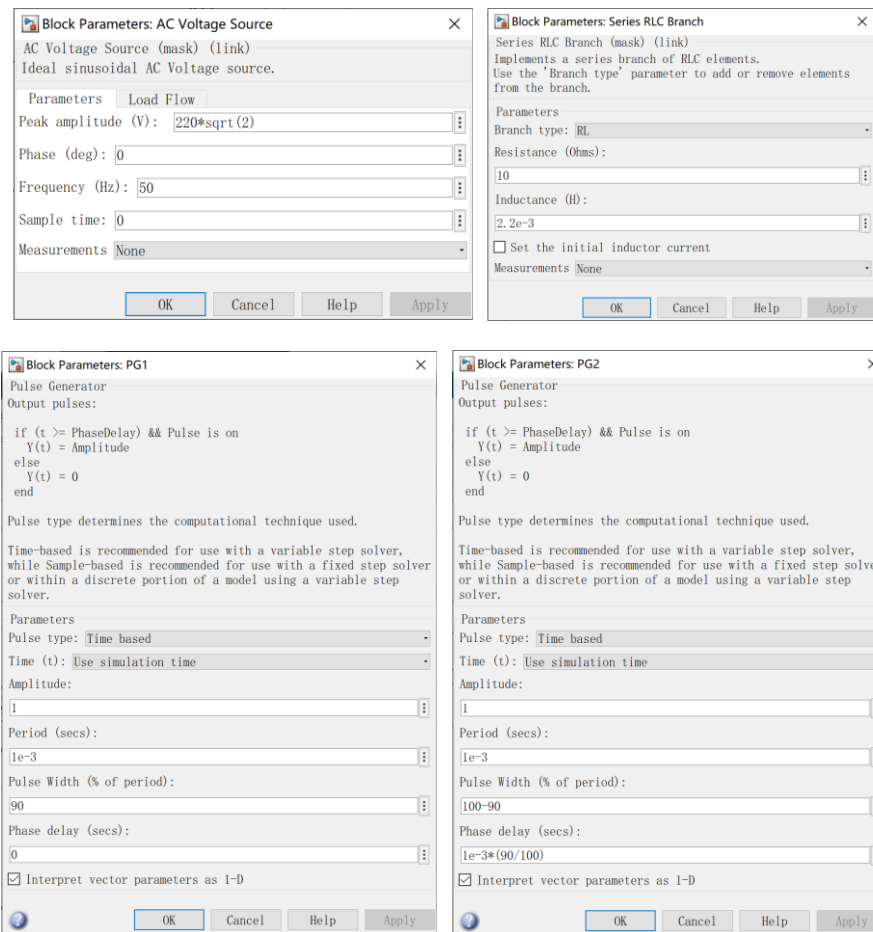 Block Parameters: AC Voltage Source
AC Voltage Source (mask) (link)
Ideal sinusoidal AC Voltage source.
Parameters Load Flow
Peak amplitude (V): 220*sqrt(2)
Phase (deg): 0
Frequency (Hz): 50
Sample time: 0
Measurements None
OK Cancel Help Apply
Block Parameters: Series RLC Branch
Series RLC Branch (mask) (link)
Implements a series branch of RLC elements.
Use the 'Branch type' parameter to add or remove elements
from the branch.
Parameters
Branch type: RL
Resistance (Ohms):
10
Inductance (H):
2.2e-3
Set the initial inductor current
Measurements None
OK Cancel Help Apply
Block Parameters: PG1
Pulse Generator
Output pulses:
if (t >= PhaseDelay) && Pulse is on
Y(t) = Amplitude
else
Y(t) = 0
end
Pulse type determines the computational technique used.
Time-based is recommended for use with a variable step solver,
while Sample-based is recommended for use with a fixed step solver
or within a discrete portion of a model using a variable step
solver.
Parameters
Pulse type: Time based
Time (t): Use simulation time
Amplitude:
1
Period (secs):
1e-3
Pulse Width (% of period):
90
Phase delay (secs):
0
Interpret vector parameters as 1-D
OK Cancel Help Apply
Block Parameters: PG2
Pulse Generator
Output pulses:
if (t >= PhaseDelay) && Pulse is on
Y(t) = Amplitude
else
Y(t) = 0
end
Pulse type determines the computational technique used.
Time-based is recommended for use with a variable step solver,
while Sample-based is recommended for use with a fixed step solve
or within a discrete portion of a model using a variable step
solver.
Parameters
Pulse type: Time based
Time (t): Use simulation time
Amplitude:
1
Period (secs):
1e-3
Pulse Width (% of period):
100-90
Phase delay (secs):
1e-3*(90/100)
Interpret vector parameters as 1-D
OK Cancel Help Apply